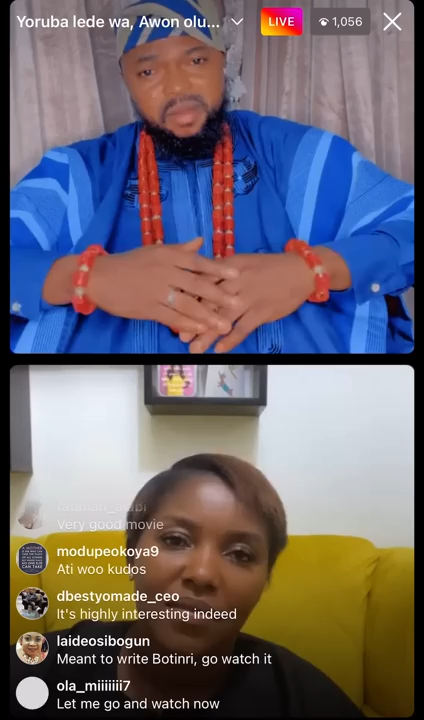 Yoruba lede wa, Awon olu...
LIVE
1,056
Very good movie
modupeokoya9
Ati woo kudos
dbestyomade_ceo
It's highly interesting indeed
laideosibogun
Meant to write Botinri, go watch it
ola_miiiiiii7
Let me go and watch now